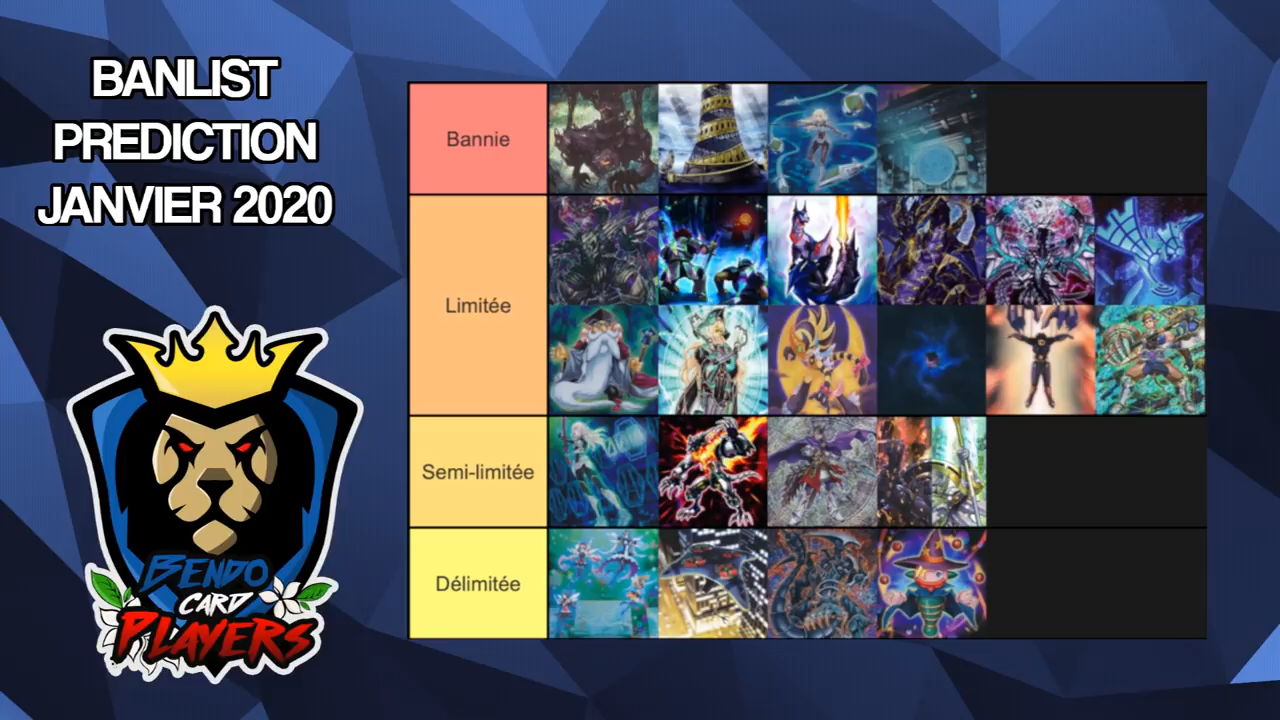 BANLIST
PREDICTION
JANVIER 2020
Bannie
Limitée
Semi-limitée
Délimitée
BENDO
CARD
PLAYERS